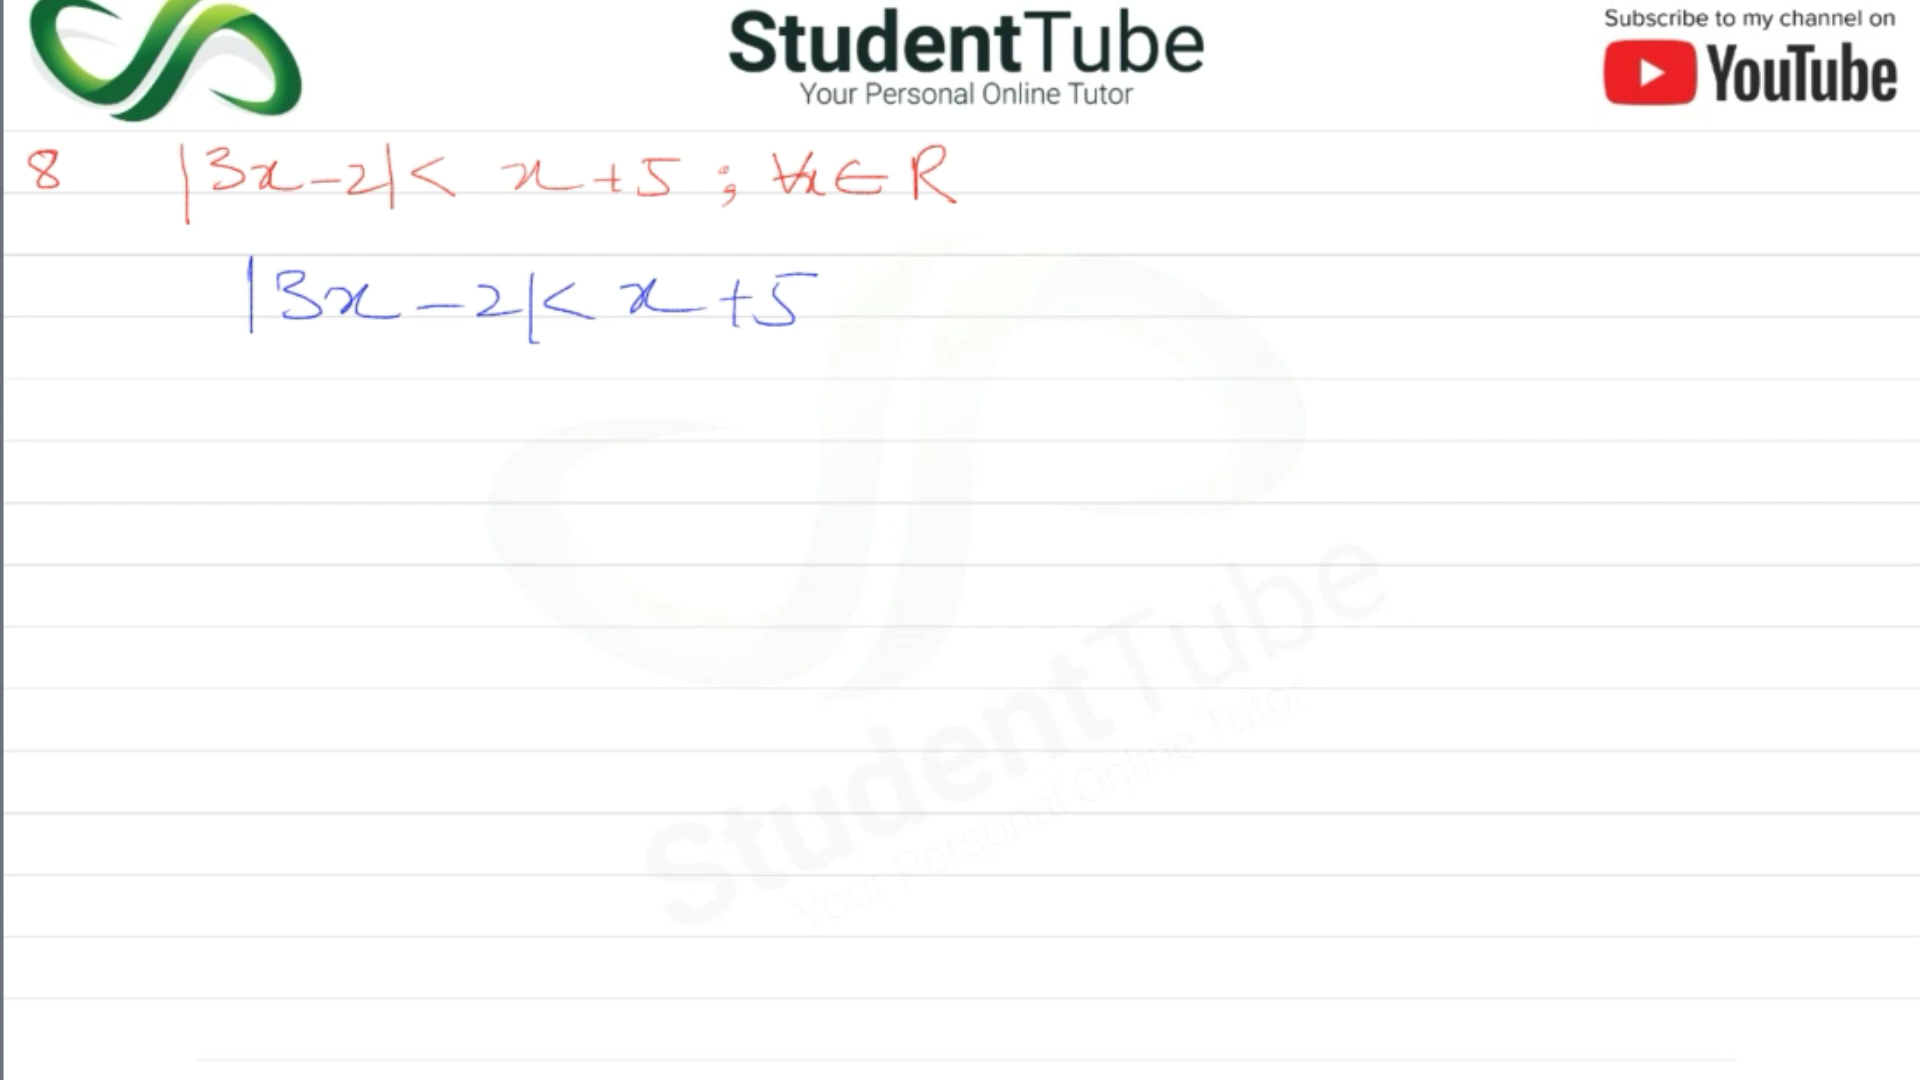 StudentTube
Your Personal Online Tutor
Subscribe to my channel on
YouTube
8 |3x-2|< x+5 ; ∀x∈R
|3x-2|< x+5
StudentTube
Your Personal Online Tutor